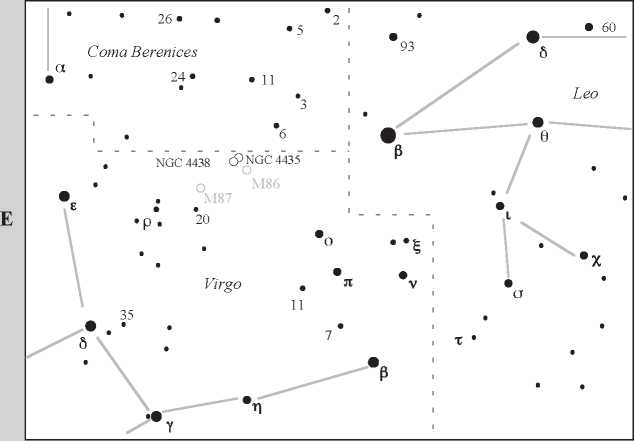 26
2
5
60
93
δ
Coma Berenices
α
24
11
Leo
3
6
θ
β
NGC 4438
NGC 4435
M86
M87
ε
E
ρ
20
ι
ο
ξ
χ
Virgo
π
ν
11
σ
35
7
τ
δ
β
η
γ